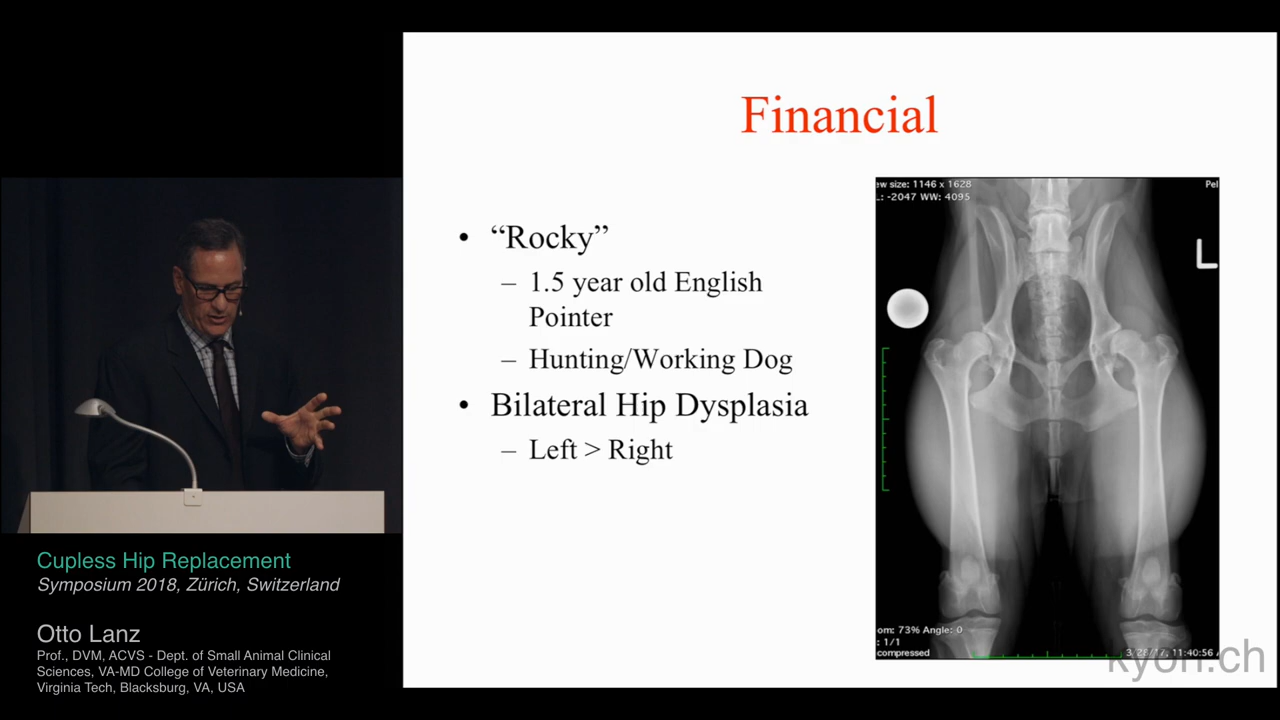 Financial
• “Rocky”
– 1.5 year old English
Pointer
– Hunting/Working Dog
• Bilateral Hip Dysplasia
– Left > Right
ew size: 1146 x 1628
.: -2047 WW: 4095
Pel
L
om: 73% Angle: 0
: 1/1
compressed
3/28/17, 11:40:56
kyon.ch
Cupless Hip Replacement
Symposium 2018, Zürich, Switzerland
Otto Lanz
Prof., DVM, ACVS - Dept. of Small Animal Clinical
Sciences, VA-MD College of Veterinary Medicine,
Virginia Tech, Blacksburg, VA, USA